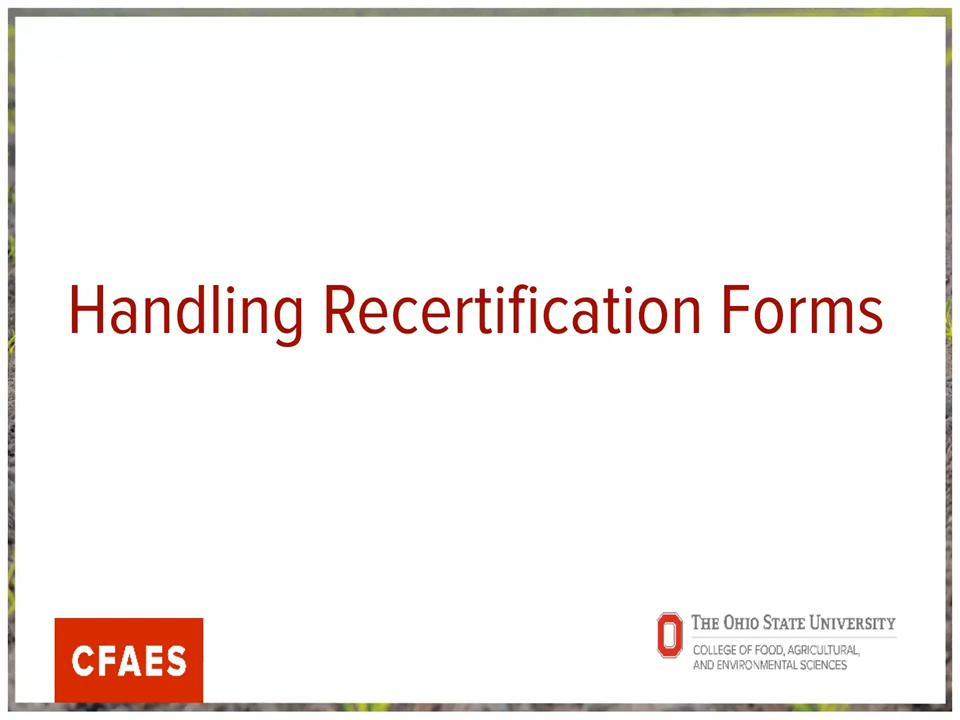 Handling Recertification Forms
CFAES
THE OHIO STATE UNIVERSITY
COLLEGE OF FOOD, AGRICULTURAL,
AND ENVIRONMENTAL SCIENCES